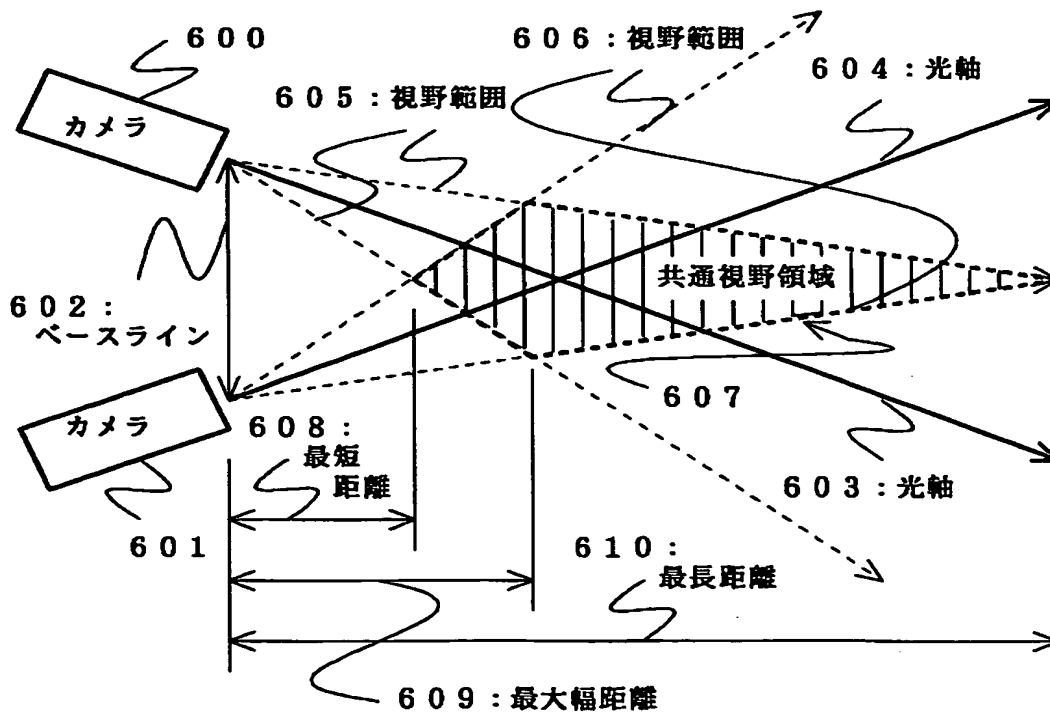 ６００
６０６：視野範囲
６０４：光軸
６０５：視野範囲
カメラ
共通視野領域
６０２：
ベースライン
６０７
カメラ
６０８：
最短
距離
６０３：光軸
６０１
６１０：
最長距離
６０９：最大幅距離